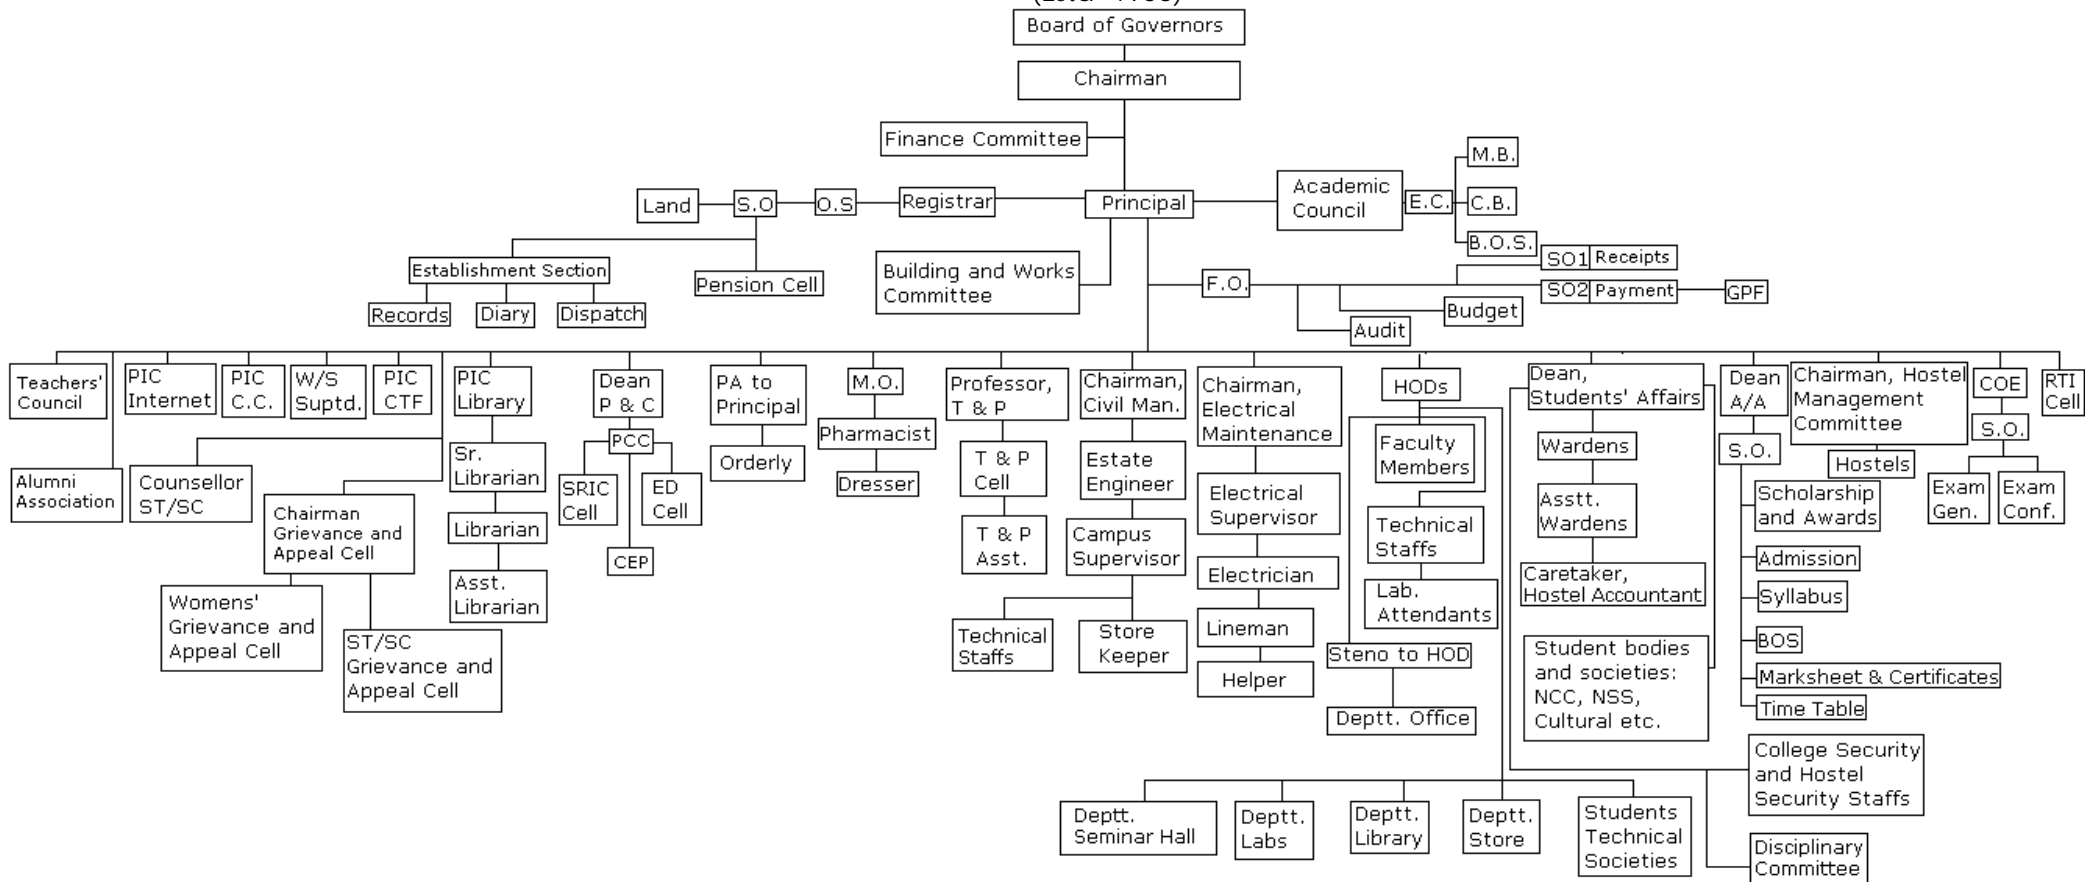 Board of Governors
Chairman
Finance Committee
M.B.
Land
S.O
O.S
Registrar
Principal
Academic
Council
E.C.
C.B.
B.O.S.
Establishment Section
Pension Cell
Building and Works
Committee
F.O.
SO1
Receipts
SO2
Payment
GPF
Records
Diary
Dispatch
Budget
Audit
Teachers'
Council
PIC
Internet
PIC
C.C.
W/S
Suptd.
PIC
CTF
PIC
Library
Dean
P & C
PA to
Principal
M.O.
Professor,
T & P
Chairman,
Civil Man.
Chairman,
Electrical
Maintenance
HODs
Dean,
Students' Affairs
Dean
A/A
Chairman, Hostel
Management
Committee
COE
RTI
Cell
Alumni
Association
Counsellor
ST/SC
Chairman
Grievance and
Appeal Cell
Womens'
Grievance and
Appeal Cell
ST/SC
Grievance and
Appeal Cell
Sr.
Librarian
Librarian
Asst.
Librarian
PCC
SRIC
Cell
ED
Cell
CEP
Orderly
Pharmacist
Dresser
T & P
Cell
T & P
Asst.
Estate
Engineer
Campus
Supervisor
Technical
Staffs
Store
Keeper
Electrical
Supervisor
Electrician
Lineman
Helper
Faculty
Members
Technical
Staffs
Lab.
Attendants
Steno to HOD
Deptt. Office
Wardens
Asstt.
Wardens
Caretaker,
Hostel Accountant
Student bodies
and societies:
NCC, NSS,
Cultural etc.
S.O.
Scholarship
and Awards
Admission
Syllabus
BOS
Marksheet & Certificates
Time Table
Hostels
S.O.
Exam
Gen.
Exam
Conf.
College Security
and Hostel
Security Staffs
Disciplinary
Committee
Deptt.
Seminar Hall
Deptt.
Labs
Deptt.
Library
Deptt.
Store
Students
Technical
Societies